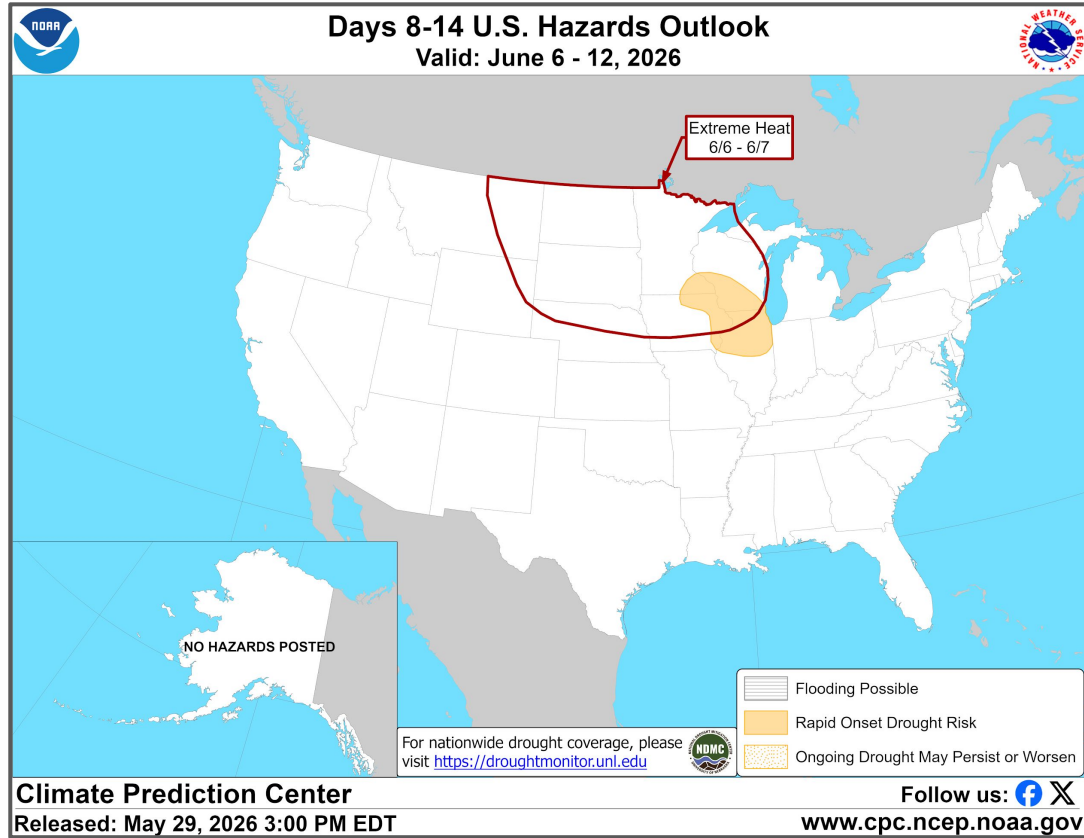 NOAA
Days 8-14 U.S. Hazards Outlook
Valid: June 6 - 12, 2026
NATIONAL WEATHER SERVICE
Extreme Heat
6/6 - 6/7
NO HAZARDS POSTED
For nationwide drought coverage, please
visit https://droughtmonitor.unl.edu
NDMC
Flooding Possible
Rapid Onset Drought Risk
Ongoing Drought May Persist or Worsen
Climate Prediction Center
Follow us:
Released: May 29, 2026 3:00 PM EDT
www.cpc.ncep.noaa.gov